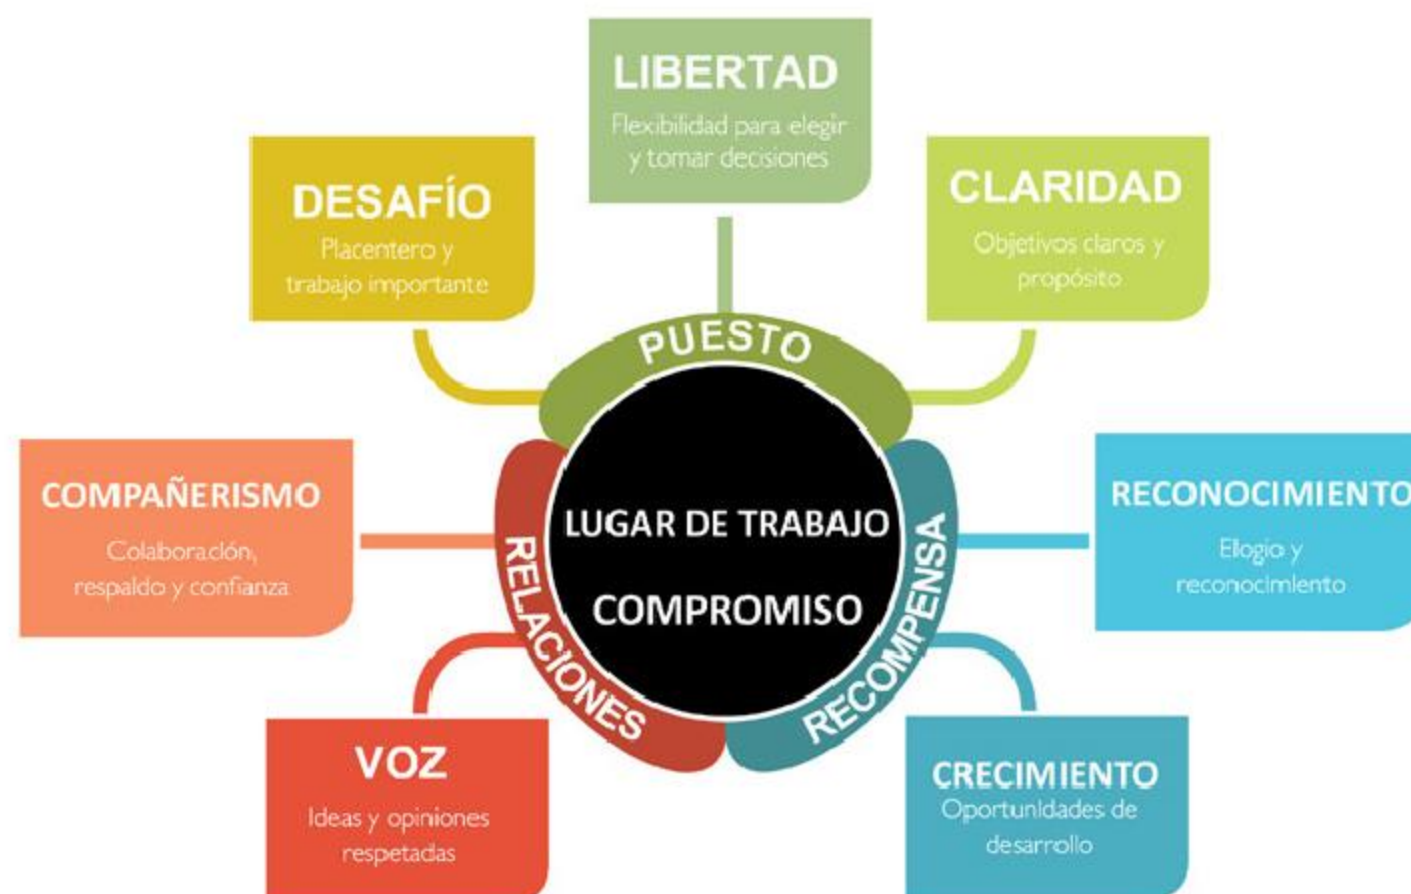 LIBERTAD
Flexibilidad para elegir
y tomar decisiones
DESAFÍO
Placentero y
trabajo importante
CLARIDAD
Objetivos claros y
propósito
PUESTO
COMPAÑERISMO
Colaboración,
respaldo y confianza
LUGAR DE TRABAJO
COMPROMISO
RELACIONES
RECOMPENSA
RECONOCIMIENTO
Ellogio y
reconocimiento
VOZ
Ideas y opiniones
respetadas
CRECIMIENTO
Oportunidades de
desarrollo